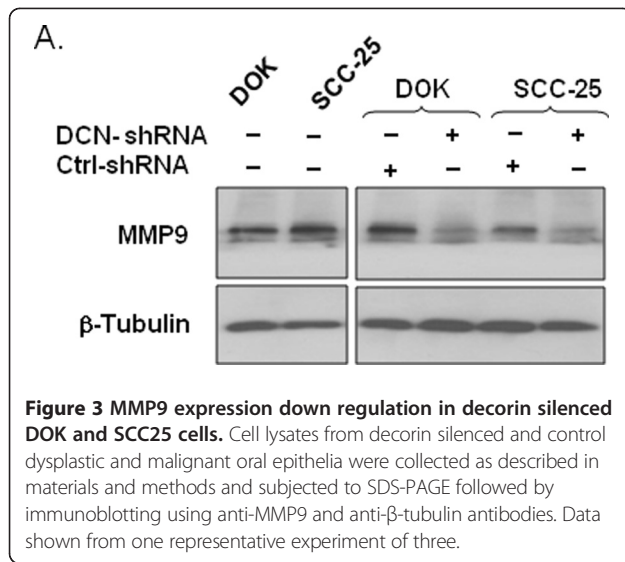 A.
DOK SCC-25 DOK SCC-25
DCN- shRNA – – – + – +
Ctrl-shRNA – – + – + –
MMP9
β-Tubulin
Figure 3 MMP9 expression down regulation in decorin silenced
DOK and SCC25 cells. Cell lysates from decorin silenced and control
dysplastic and malignant oral epithelia were collected as described in
materials and methods and subjected to SDS-PAGE followed by
immunoblotting using anti-MMP9 and anti-β-tubulin antibodies. Data
shown from one representative experiment of three.